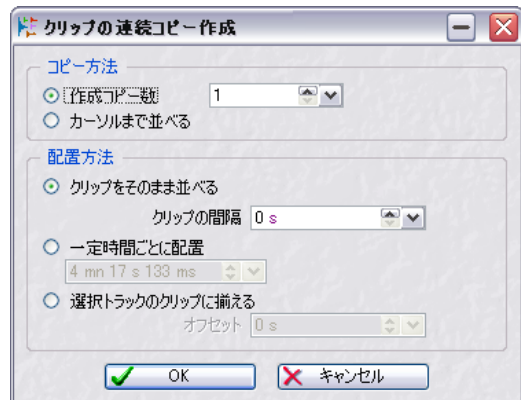 クリップの連続コピー作成
コピー方法
作成コピー数 1
カーソルまで並べる
配置方法
クリップをそのまま並べる
クリップの間隔 0 s
一定時間ごとに配置
4 mn 17 s 133 ms
選択トラックのクリップに揃える
オフセット 0 s
OK キャンセル